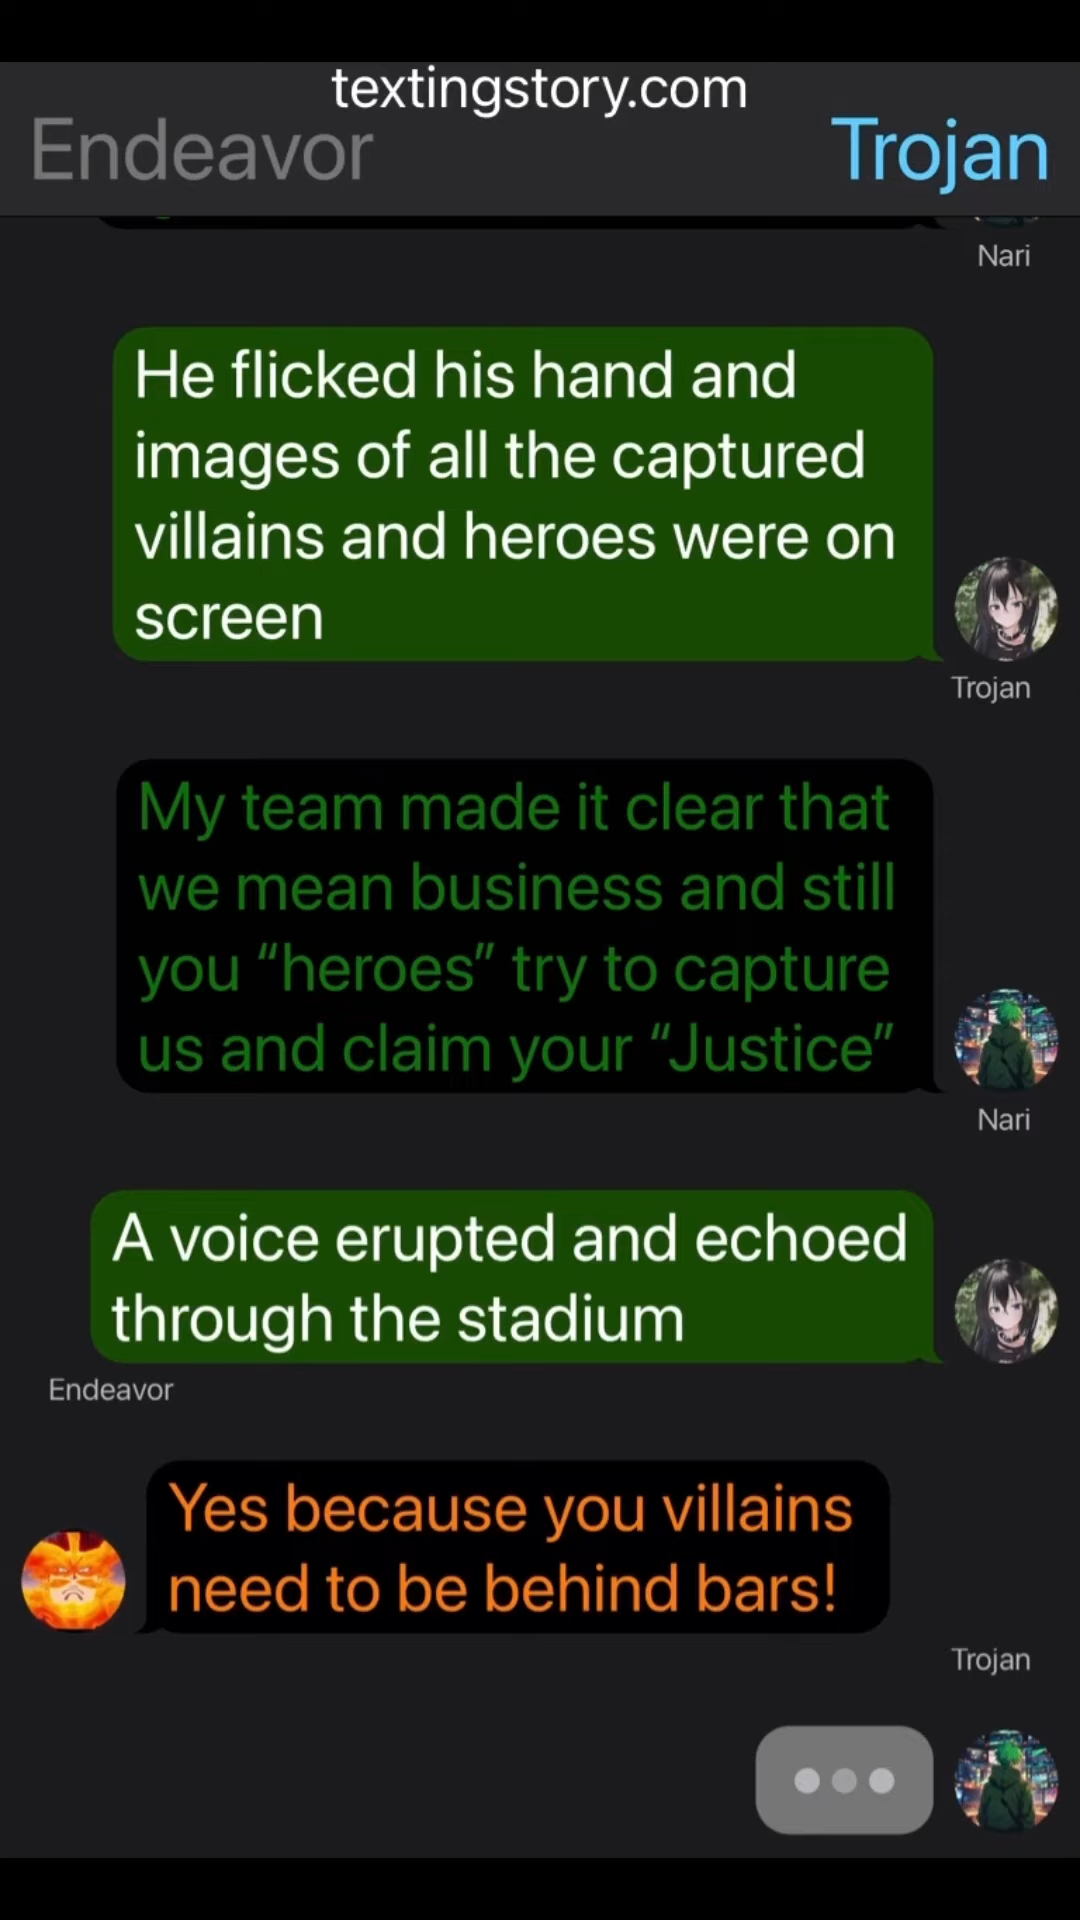 textingstory.com
Endeavor
Trojan
Nari
He flicked his hand and
images of all the captured
villains and heroes were on
screen
Trojan
My team made it clear that
we mean business and still
you “heroes” try to capture
us and claim your “Justice”
Nari
A voice erupted and echoed
through the stadium
Endeavor
Yes because you villains
need to be behind bars!
Trojan